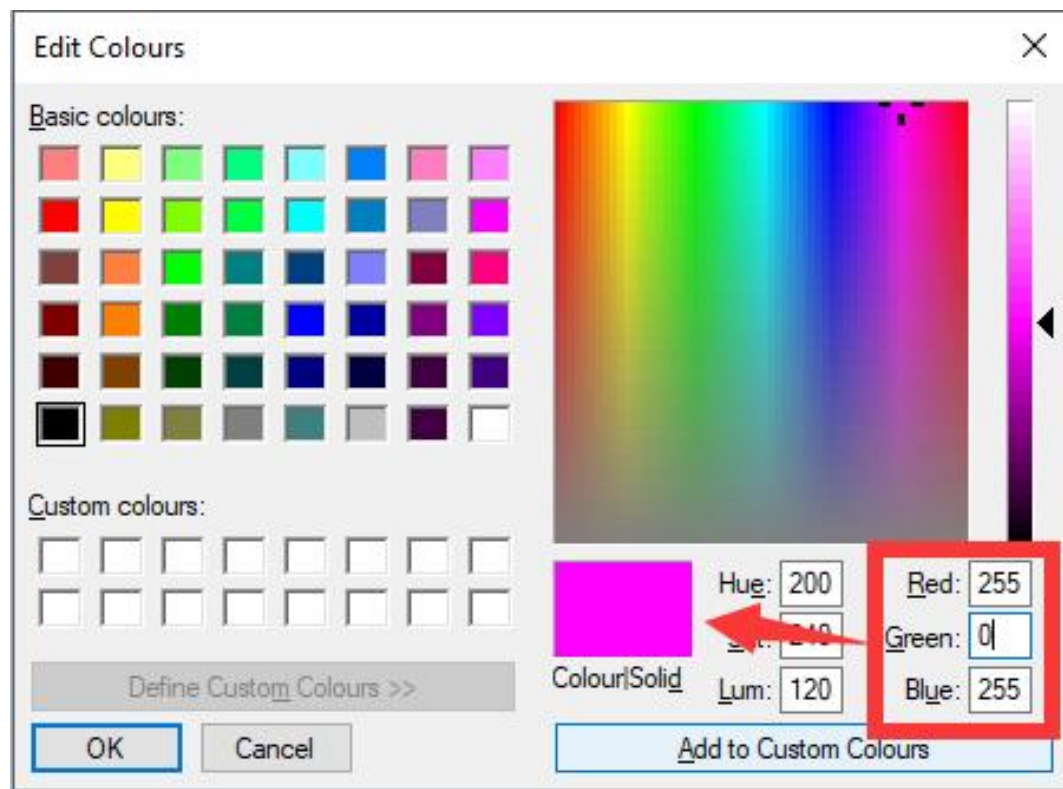 Edit Colours
Basic colours:
Custom colours:
Define Custom Colours >>
OK
Cancel
Colour|Solid
Hue: 200
Lum: 120
Red: 255
Green: 0
Blue: 255
Add to Custom Colours